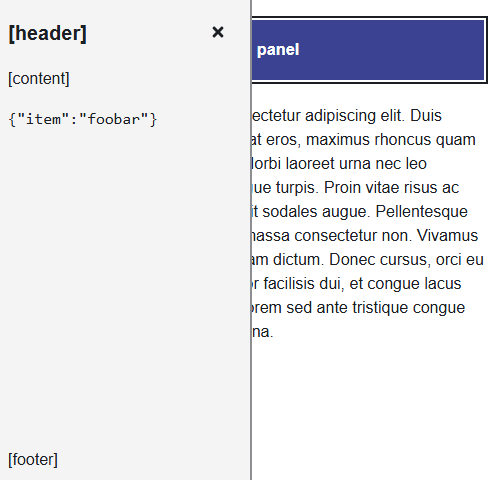 [header] ×
[content]
{"item":"foobar"}
[footer]
panel
ectetur adipiscing elit. Duis
at eros, maximus rhoncus quam
lorbi laoreet urna nec leo
ue turpis. Proin vitae risus ac
it sodales augue. Pellentesque
massa consectetur non. Vivamus
am dictum. Donec cursus, orci eu
r facilisis dui, et congue lacus
orem sed ante tristique congue
na.